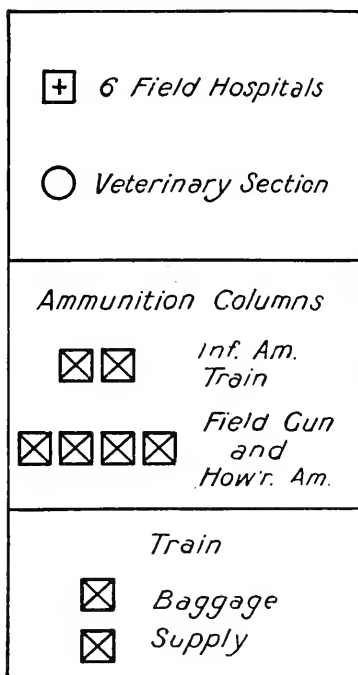 6 Field Hospitals
Veterinary Section
Ammunition Columns
Inf. Am.
Train
Field Gun
and
How'r. Am.
Train
Baggage
Supply